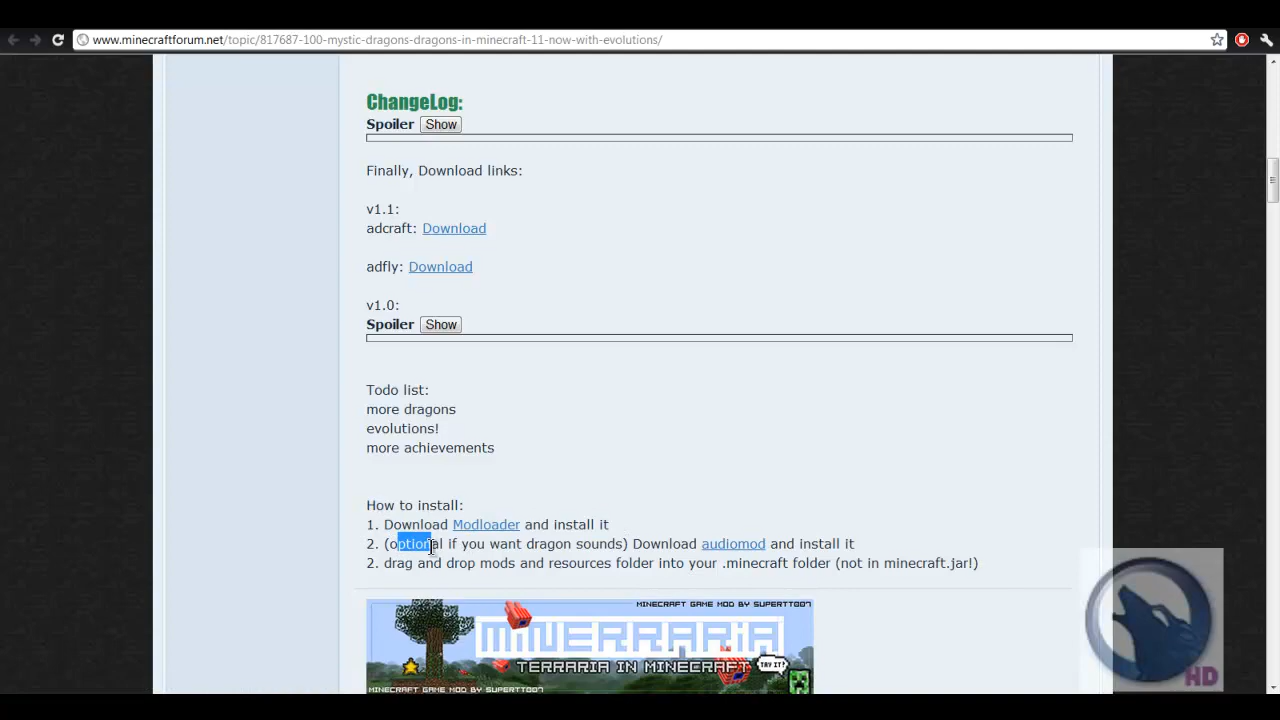 www.minecraftforum.net/topic/817687-100-mystic-dragons-dragons-in-minecraft-11-now-with-evolutions/
ChangeLog:
Spoiler Show
Finally, Download links:
v1.1:
adcraft: Download
adfly: Download
v1.0:
Spoiler Show
Todo list:
more dragons
evolutions!
more achievements
How to install:
1. Download Modloader and install it
2. (optional if you want dragon sounds) Download audiomod and install it
2. drag and drop mods and resources folder into your .minecraft folder (not in minecraft.jar!)
MINECRAFT GAME MOD BY SUPERTT007
MINERRARIA
TERRARIA IN MINECRAFT
TRY IT!
MINECRAFT GAME MOD BY SUPERTT007
HD